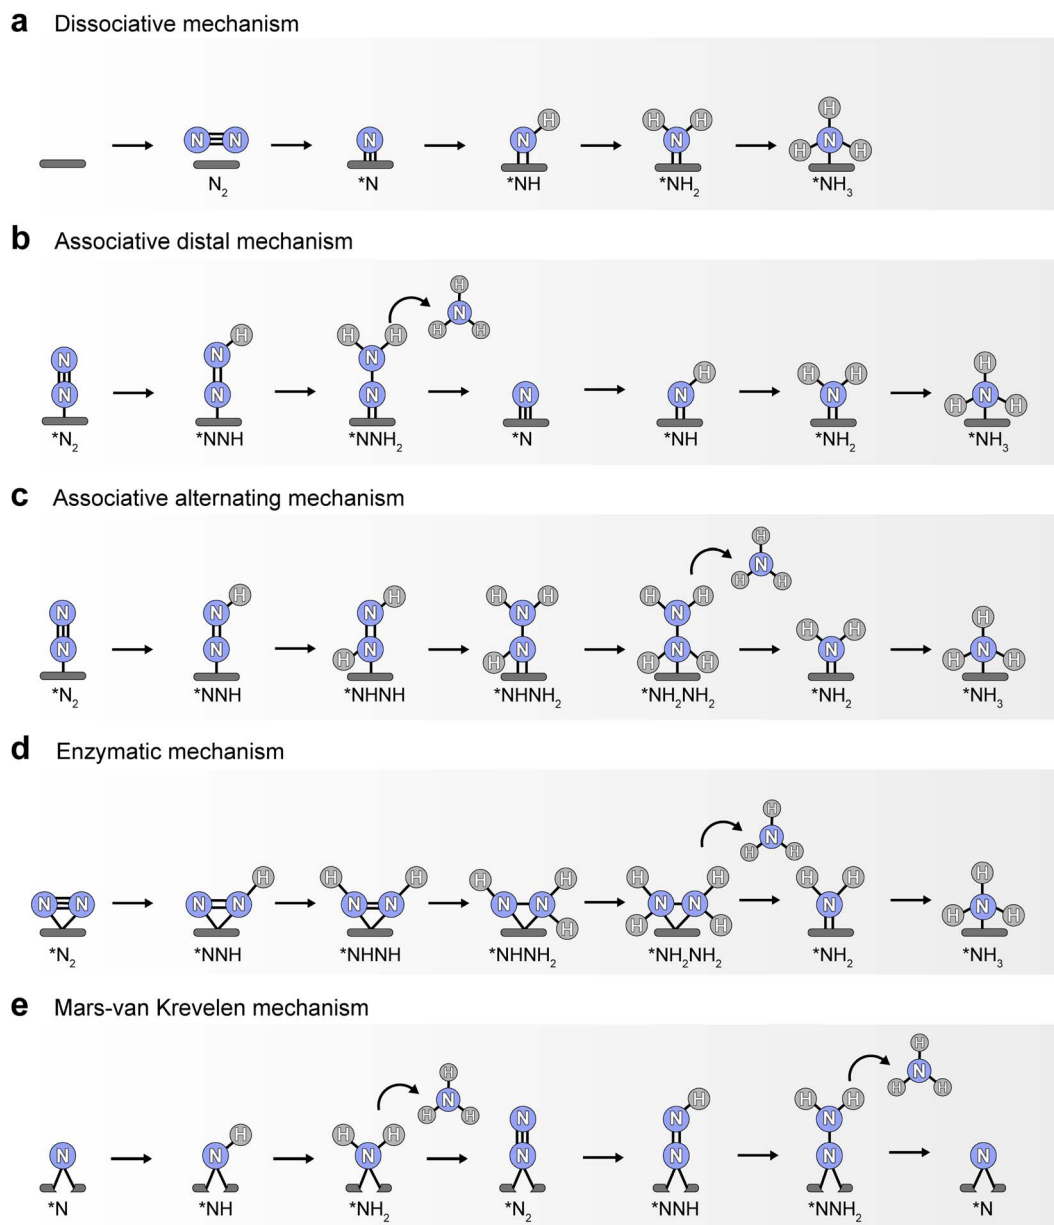 a Dissociative mechanism
H H H H
N N N N N N
H H
N₂ *N *NH *NH₂ *NH₃
b Associative distal mechanism
H
H H H N
H H
N N N H H H H
N N N N N N N
H H
*N₂ *NNH *NNH₂ *N *NH *NH₂ *NH₃
c Associative alternating mechanism
H
N
H H
H H H H H H
N N N N N H H H
N N N N N N N
H H H H H H
*N₂ *NNH *NHNH *NHNH₂ *NH₂NH₂ *NH₂ *NH₃
d Enzymatic mechanism
H
N
H H
H H H H H H H H H
N N N N N N N N N N N N
H H H H H
*N₂ *NNH *NHNH *NHNH₂ *NH₂NH₂ *NH₂ *NH₃
e Mars-van Krevelen mechanism
H H
N N
H H H H
H H H N H N H H N
N N N N N N N
*N *NH *NH₂ *N₂ *NNH *NNH₂ *N